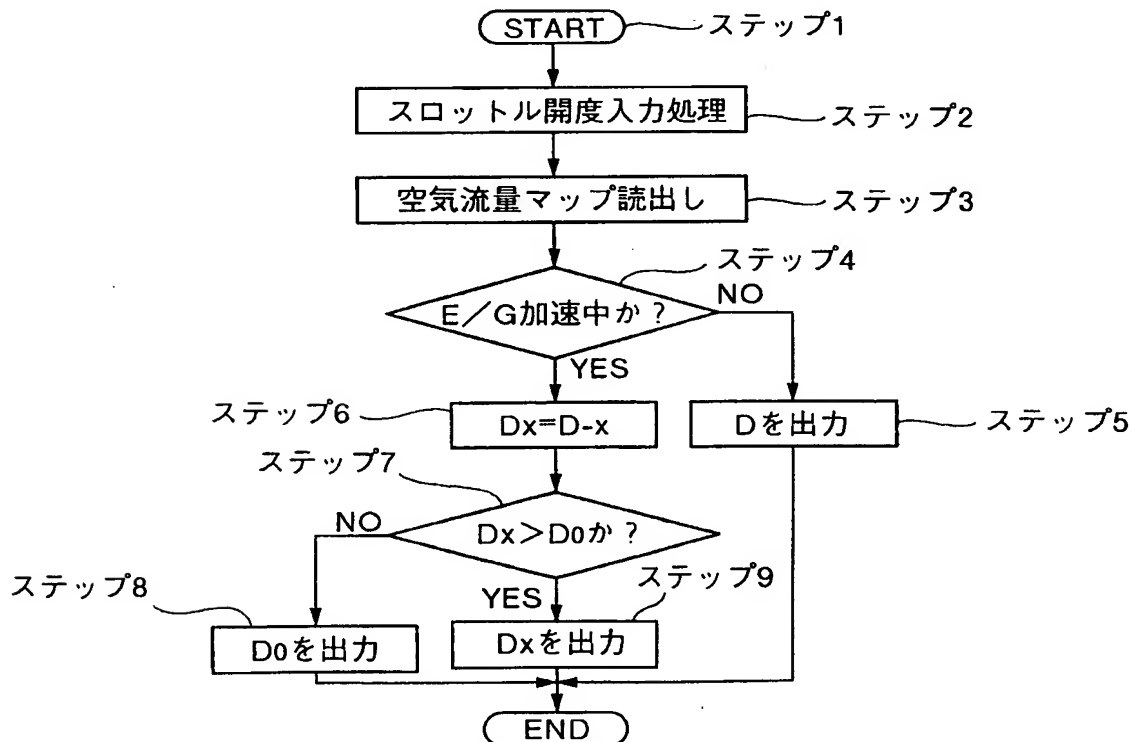 START
ステップ1
スロットル開度入力処理
ステップ2
空気流量マップ読出し
ステップ3
ステップ4
E/G加速中か?
NO
YES
ステップ6
Dx=D-x
Dを出力
ステップ5
ステップ7
NO
Dx>D0か?
ステップ8
YES
ステップ9
D0を出力
Dxを出力
END